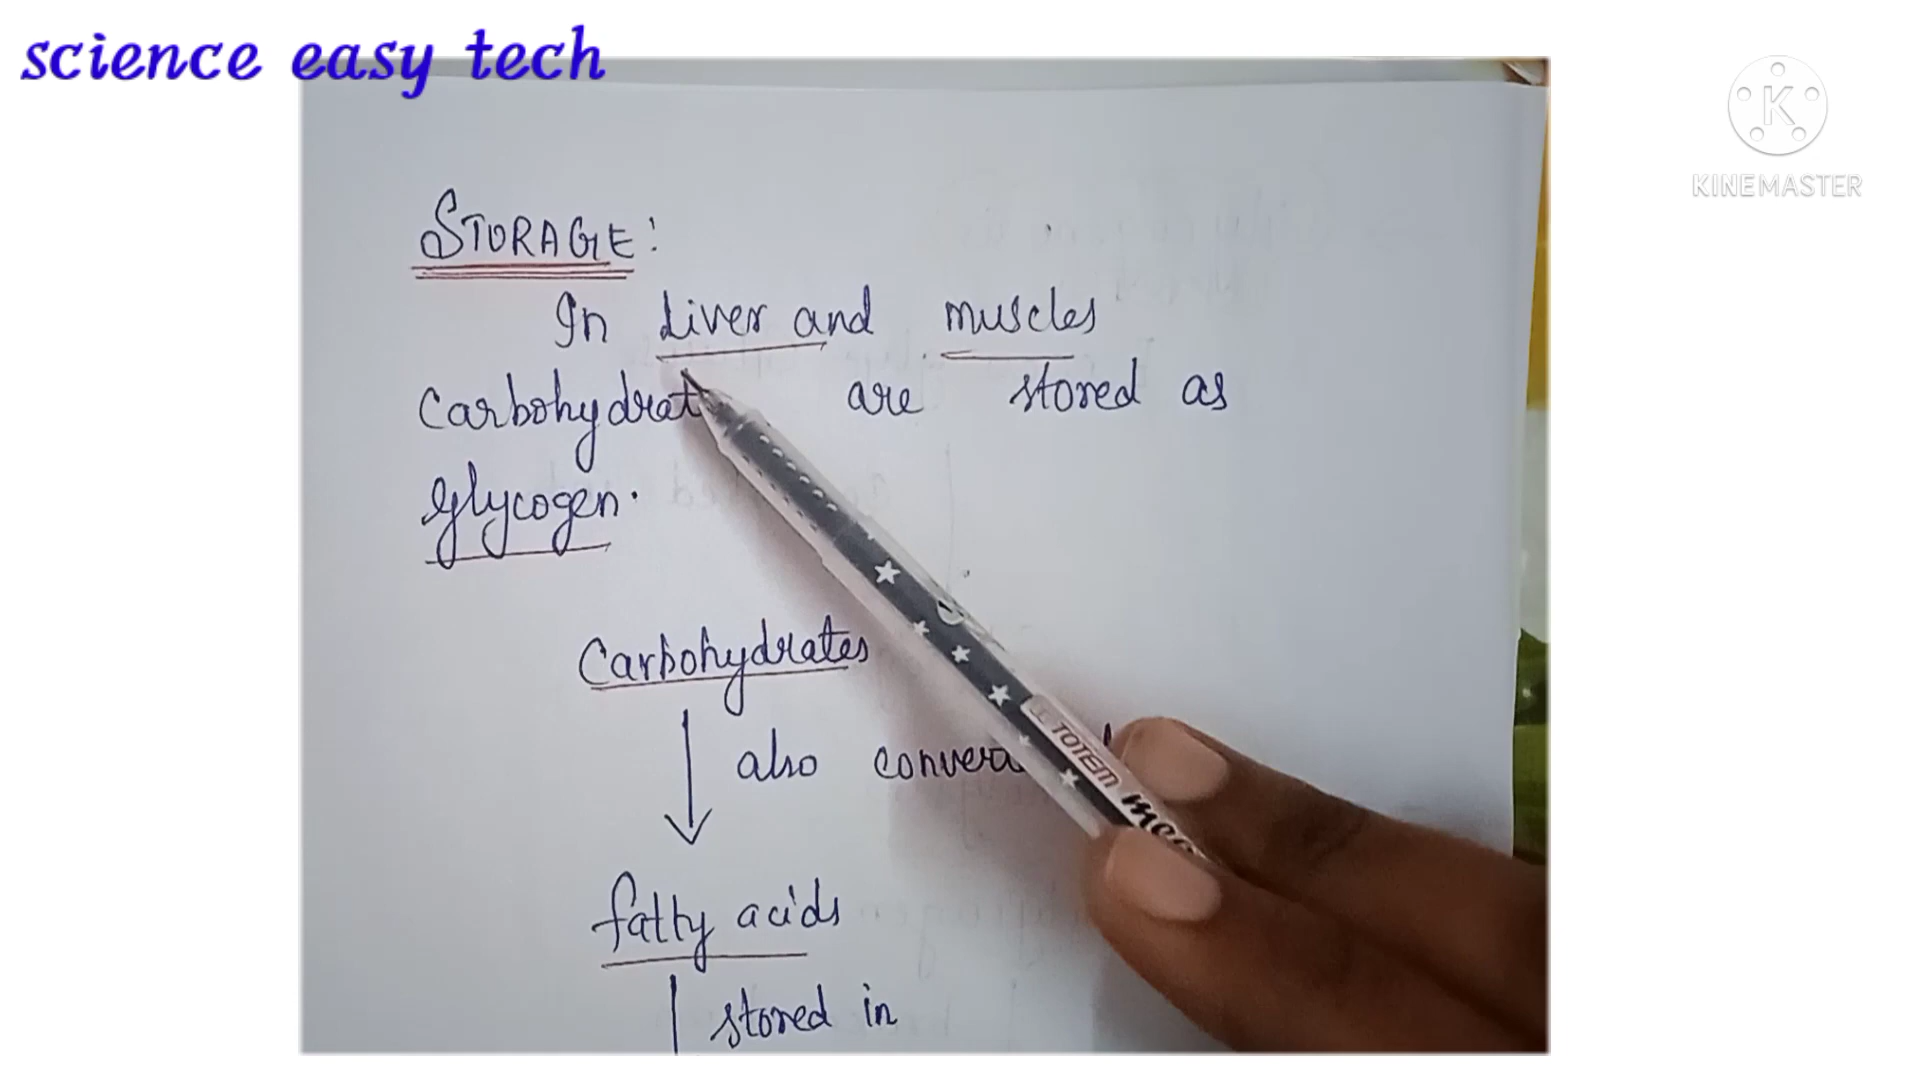 science easy tech
K
KINEMASTER
STORAGE:
In Liver and muscles
Carbohydrat are stored as
glycogen.
Carbohydrates
also
TOTEM
fatty acids
stored in